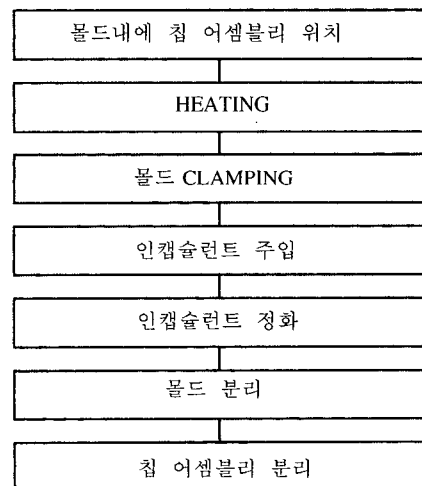 몰드내에 칩 어셈블리 위치
HEATING
몰드 CLAMPING
인캡슐런트 주입
인캡슐런트 정화
몰드 분리
칩 어셈블리 분리